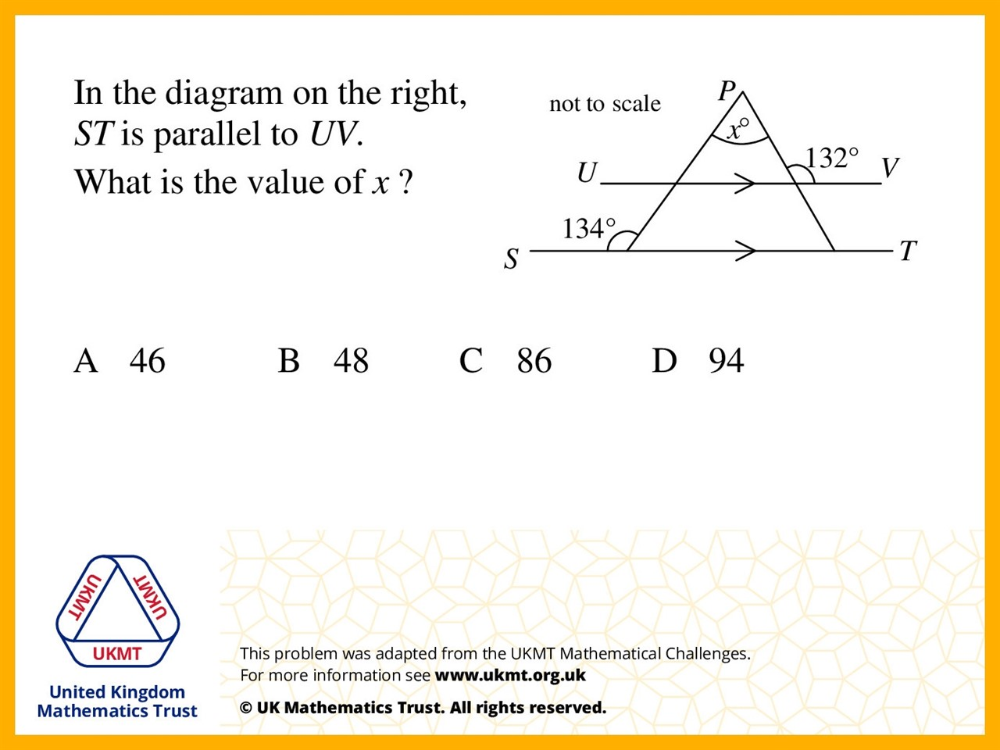 In the diagram on the right,
ST is parallel to UV.
What is the value of x ?
not to scale
P
x°
132°
U
V
134°
S
T
A 46 B 48 C 86 D 94
UKMT
UKMT
UKMT
United Kingdom
Mathematics Trust
This problem was adapted from the UKMT Mathematical Challenges.
For more information see www.ukmt.org.uk
© UK Mathematics Trust. All rights reserved.